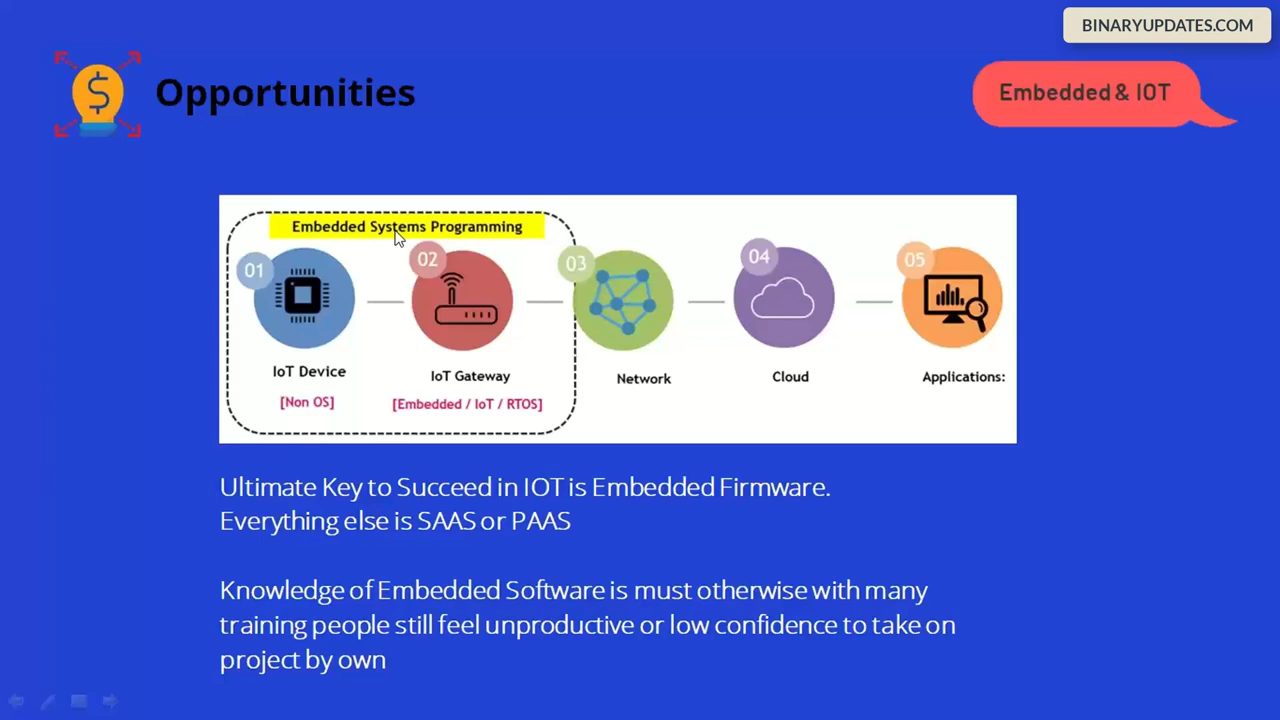 BINARYUPDATES.COM
Opportunities
Embedded & IOT
Embedded Systems Programming
01
02
03
04
05
IoT Device
IoT Gateway
Network
Cloud
Applications:
[Non OS]
[Embedded / IoT / RTOS]
Ultimate Key to Succeed in IOT is Embedded Firmware.
Everything else is SAAS or PAAS
Knowledge of Embedded Software is must otherwise with many
training people still feel unproductive or low confidence to take on
project by own